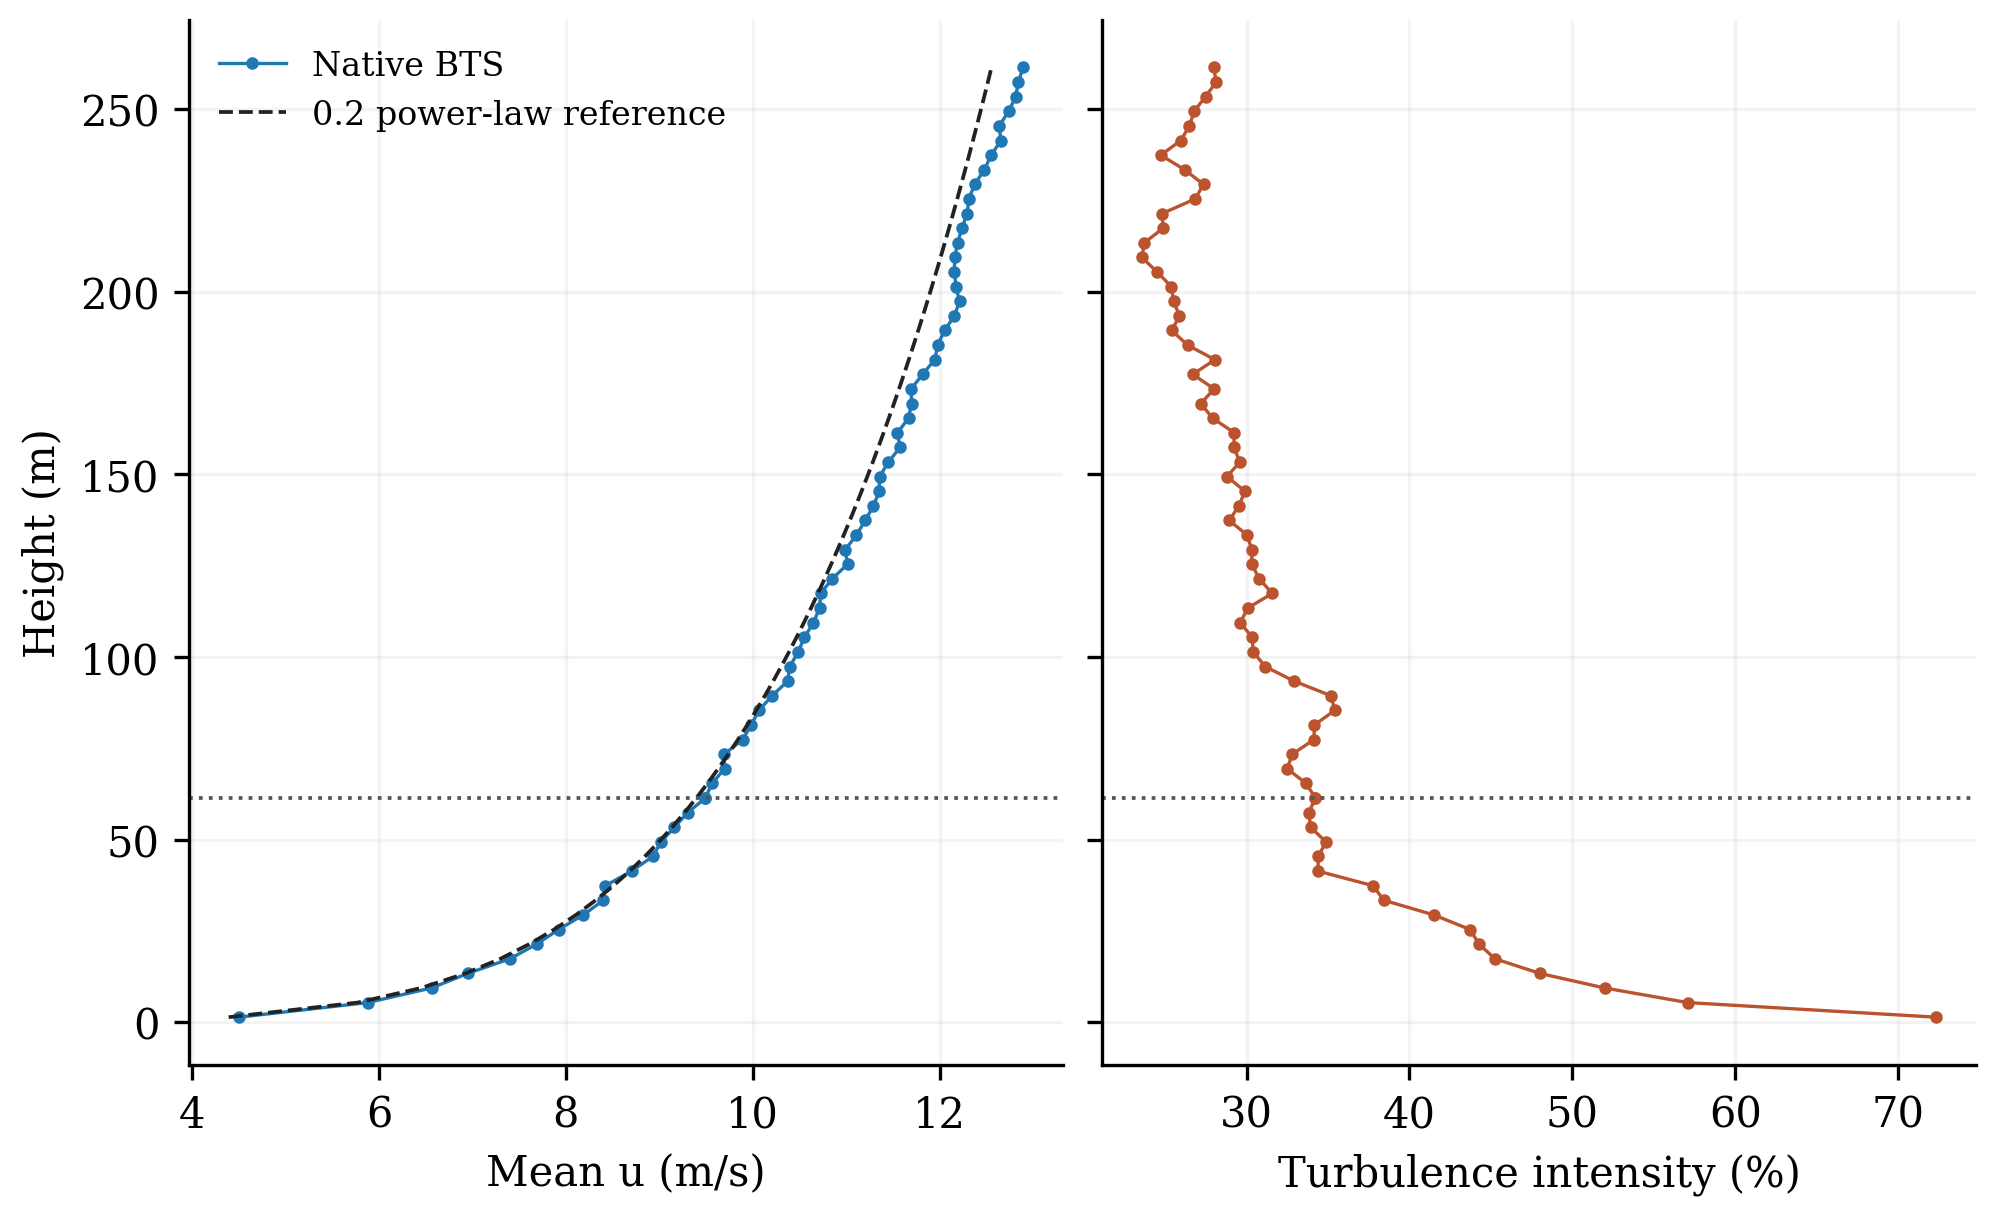 Native BTS
0.2 power-law reference
Height (m)
250
200
150
100
50
0
4 6 8 10 12
Mean u (m/s)
30 40 50 60 70
Turbulence intensity (%)